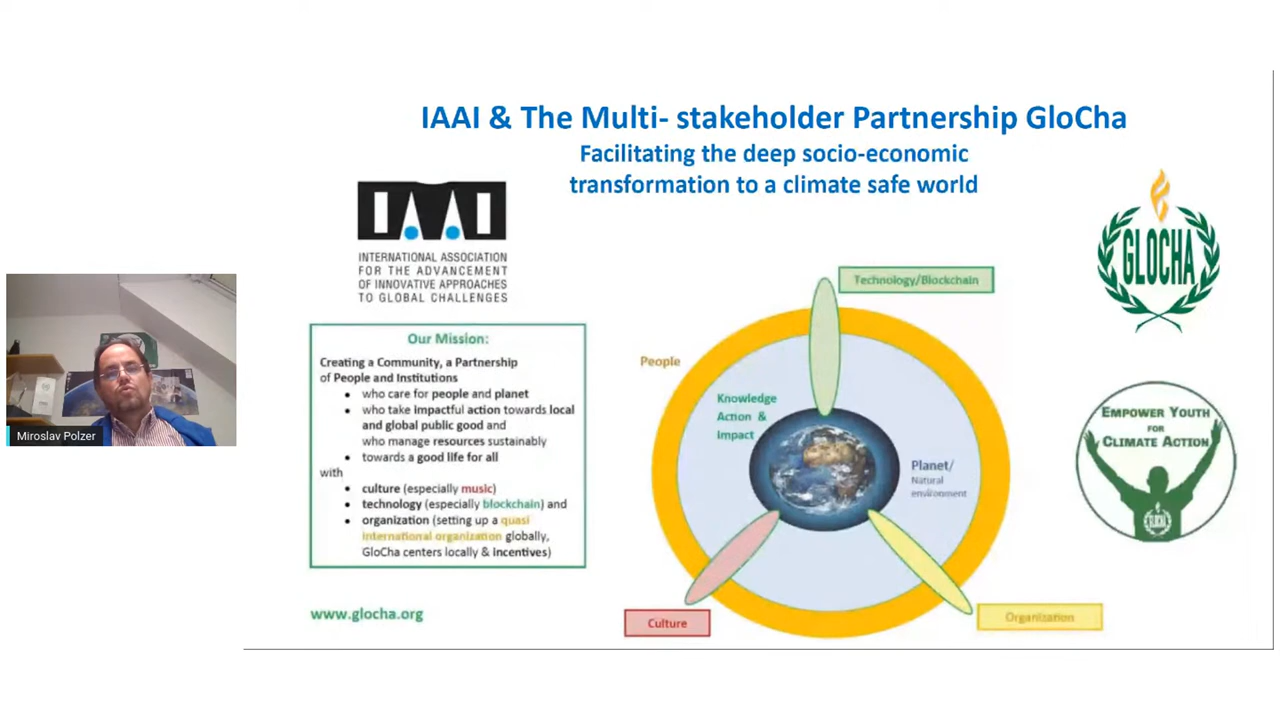 IAAI & The Multi- stakeholder Partnership GloCha
Facilitating the deep socio-economic
transformation to a climate safe world
IAAI
INTERNATIONAL ASSOCIATION
FOR THE ADVANCEMENT
OF INNOVATIVE APPROACHES
TO GLOBAL CHALLENGES
Our Mission:
Creating a Community, a Partnership
of People and Institutions
• who care for people and planet
• who take impactful action towards local
and global public good and
who manage resources sustainably
• towards a good life for all
with
• culture (especially music)
• technology (especially blockchain) and
• organization (setting up a quasi
international organization globally,
GloCha centers locally & Incentives)
www.glocha.org
Technology/Blockchain
People
Knowledge
Action &
Impact
Planet/
Natural
environment
Culture
Organization
GLOCHA
EMPOWER YOUTH
FOR
CLIMATE ACTION
GLOCHA
Miroslav Polzer